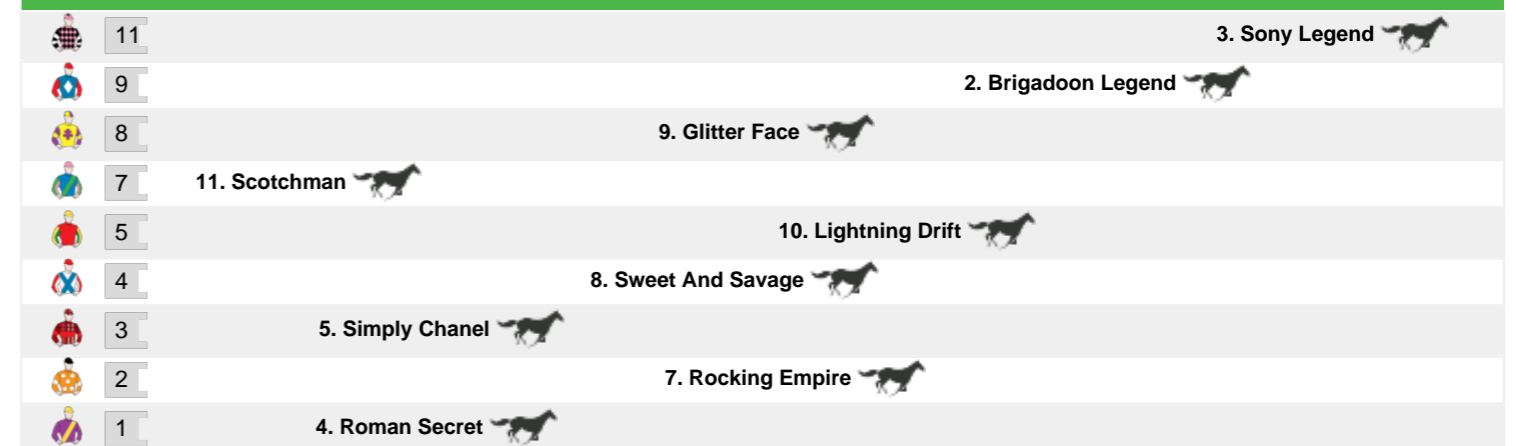 11 3. Sony Legend
9 2. Brigadoon Legend
8 9. Glitter Face
7 11. Scotchman
5 10. Lightning Drift
4 8. Sweet And Savage
3 5. Simply Chanel
2 7. Rocking Empire
1 4. Roman Secret